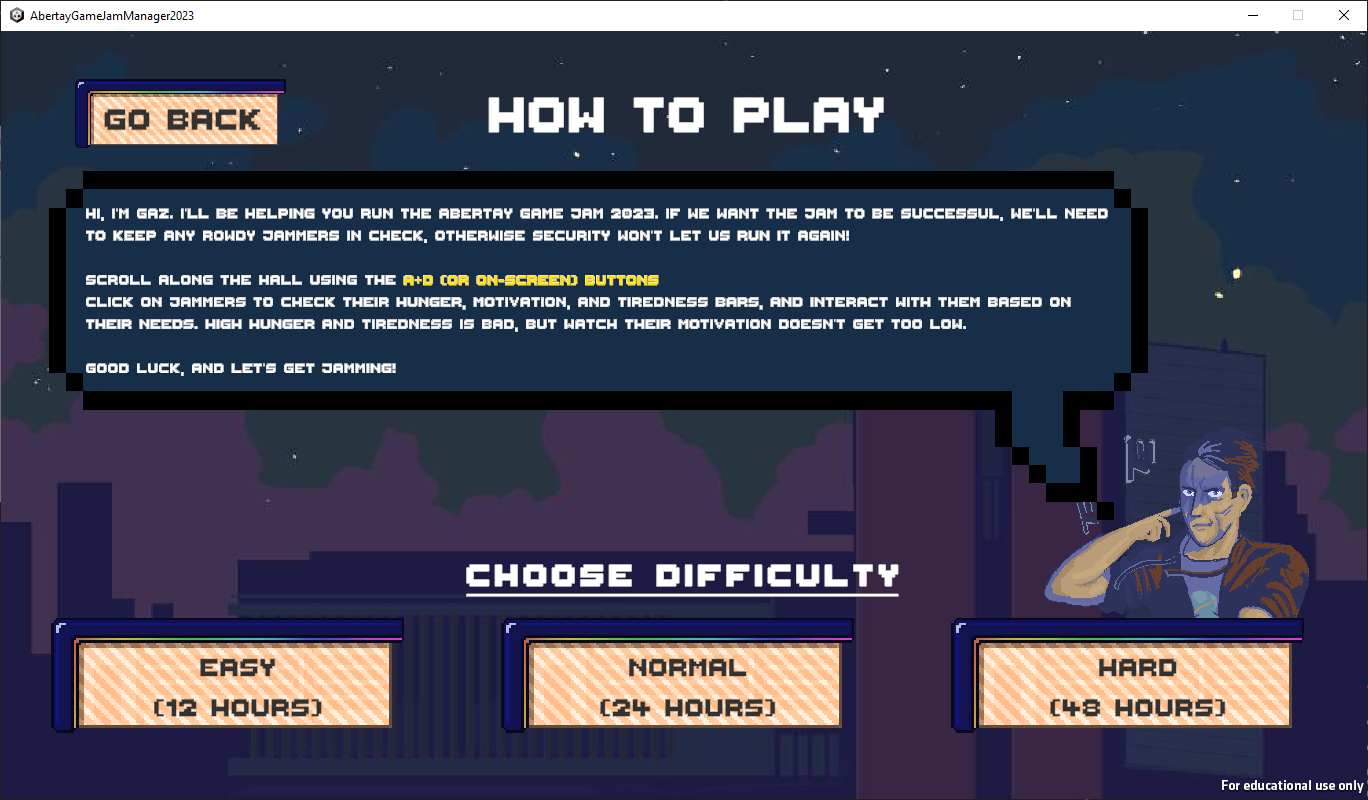 AbertayGameJamManager2023
GO BACK
HOW TO PLAY
HI, I'M GAZ. I'LL BE HELPING YOU RUN THE ABERTAY GAME JAM 2023. IF WE WANT THE JAM TO BE SUCCESSUL, WE'LL NEED
TO KEEP ANY ROWDY JAMMERS IN CHECK, OTHERWISE SECURITY WON'T LET US RUN IT AGAIN!
SCROLL ALONG THE HALL USING THE A+D (OR ON-SCREEN) BUTTONS
CLICK ON JAMMERS TO CHECK THEIR HUNGER, MOTIVATION, AND TIREDNESS BARS, AND INTERACT WITH THEM BASED ON
THEIR NEEDS. HIGH HUNGER AND TIREDNESS IS BAD, BUT WATCH THEIR MOTIVATION DOESN'T GET TOO LOW.
GOOD LUCK, AND LET'S GET JAMMING!
CHOOSE DIFFICULTY
EASY
(12 HOURS)
NORMAL
(24 HOURS)
HARD
(48 HOURS)
For educational use only